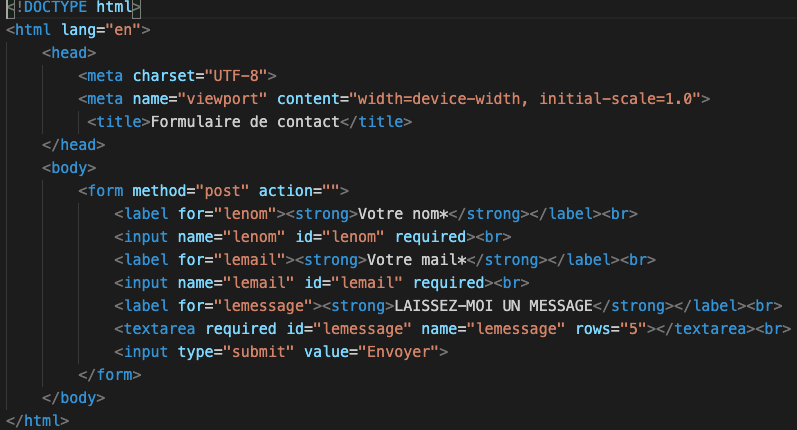 <!DOCTYPE html>
<html lang="en">
    <head>
        <meta charset="UTF-8">
        <meta name="viewport" content="width=device-width, initial-scale=1.0">
         <title>Formulaire de contact</title>
    </head>
    <body>
        <form method="post" action="">
            <label for="lenom"><strong>Votre nom*</strong></label><br>
            <input name="lenom" id="lenom" required><br>
            <label for="lemail"><strong>Votre mail*</strong></label><br>
            <input name="lemail" id="lemail" required><br>
            <label for="lemessage"><strong>LAISSEZ-MOI UN MESSAGE</strong></label><br>
            <textarea required id="lemessage" name="lemessage" rows="5"></textarea><br>
            <input type="submit" value="Envoyer">
        </form>
    </body>
</html>